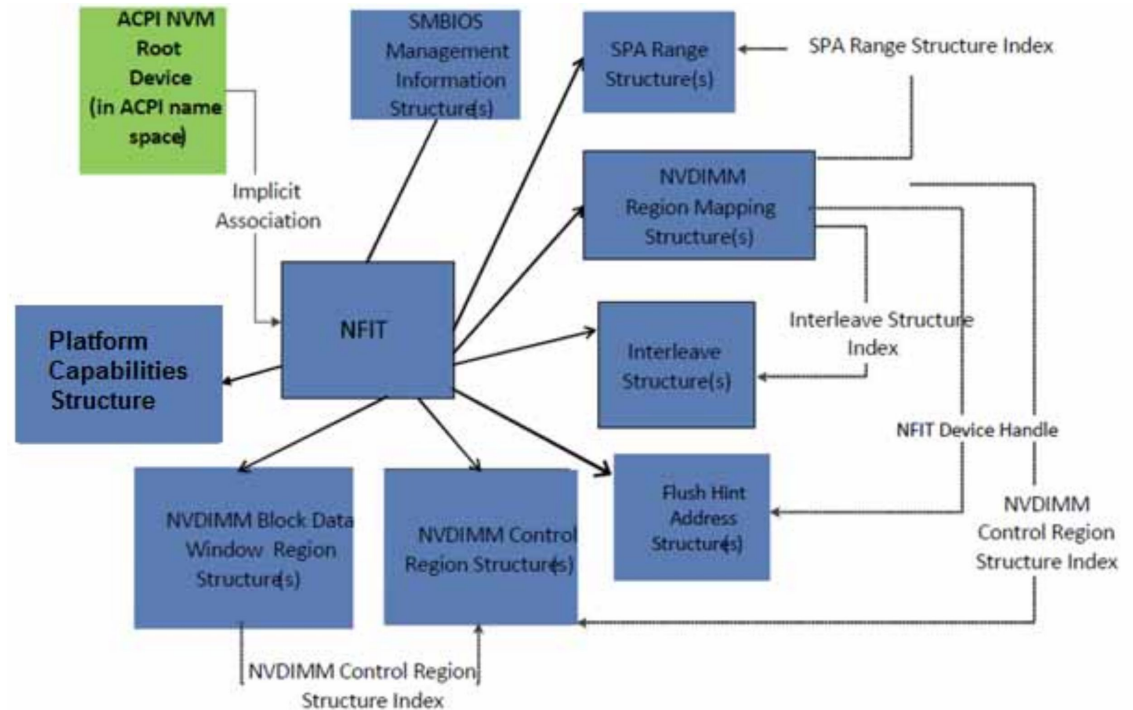 ACPI NVM
Root
Device
(in ACPI name
space)
SMBIOS
Management
Information
Structure(s)
SPA Range
Structure(s)
SPA Range Structure Index
Implicit
Association
NVDIMM
Region Mapping
Structure(s)
NFIT
Platform
Capabilities
Structure
Interleave
Structure(s)
Interleave Structure
Index
NFIT Device Handle
NVDIMM Block Data
Window Region
Structure(s)
NVDIMM Control
Region Structure(s)
Flush Hint
Address
Structure(s)
NVDIMM
Control Region
Structure Index
NVDIMM Control Region
Structure Index